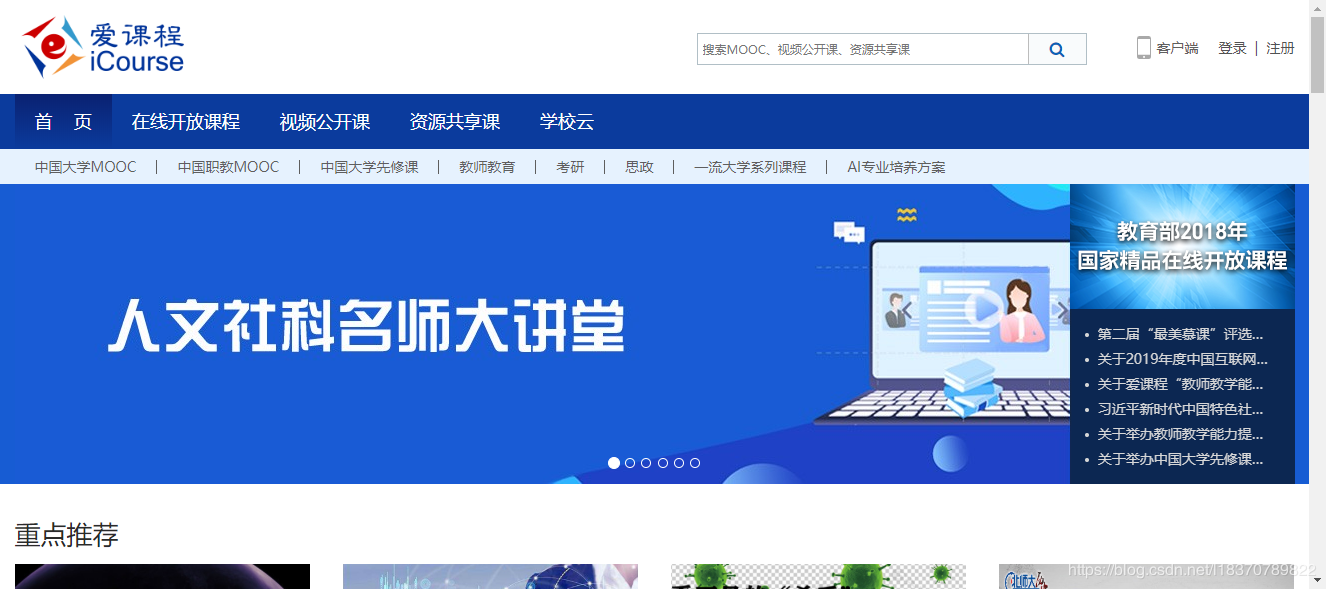 爱课程
iCourse
搜索MOOC、视频公开课、资源共享课
客户端 登录 | 注册
首 页 在线开放课程 视频公开课 资源共享课 学校云
中国大学MOOC | 中国职教MOOC | 中国大学先修课 | 教师教育 | 考研 | 思政 | 一流大学系列课程 | AI专业培养方案
人文社科名师大讲堂
教育部2018年
国家精品在线开放课程
• 第二届“最美慕课”评选...
• 关于2019年度中国互联网...
• 关于爱课程“教师教学能...
• 习近平新时代中国特色社...
• 关于举办教师教学能力提...
• 关于举办中国大学先修课...
重点推荐
北师大
https://blog.csdn.net/l18370789822